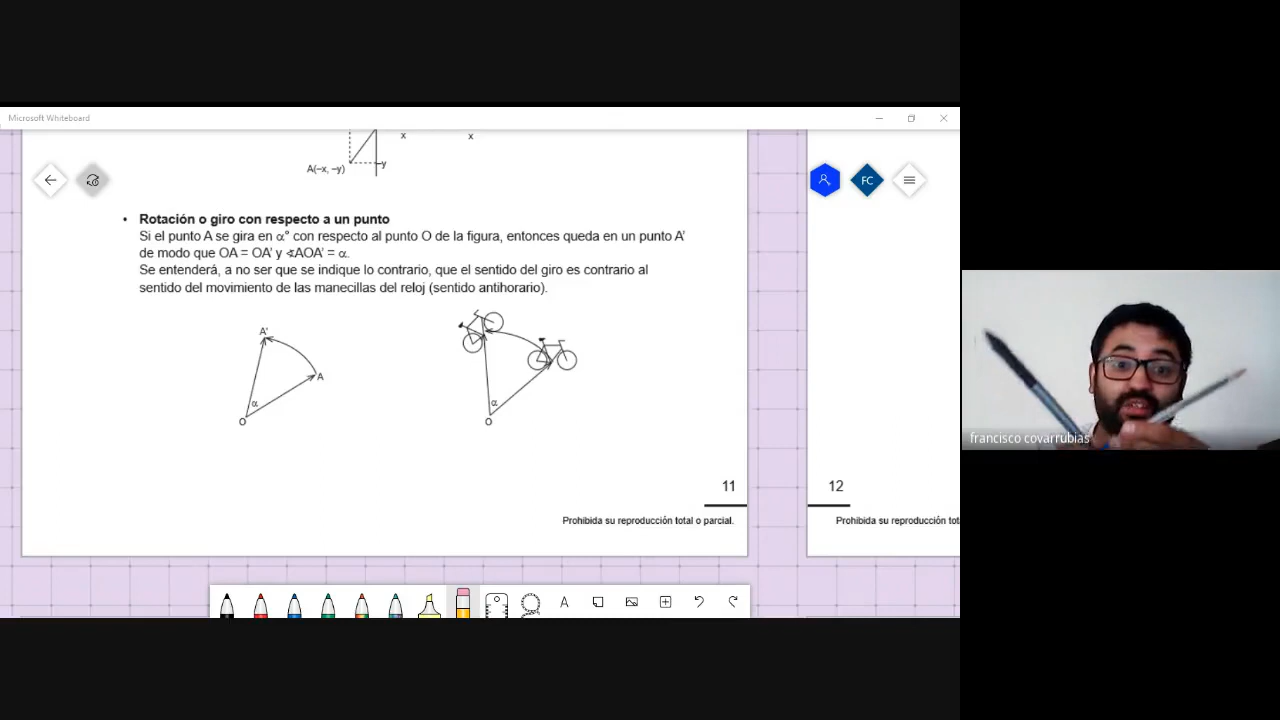 Microsoft Whiteboard
x x
-y
A(–x, –y)
FC
• Rotación o giro con respecto a un punto
Si el punto A se gira en α° con respecto al punto O de la figura, entonces queda en un punto A'
de modo que OA = OA' y ∢AOA' = α.
Se entenderá, a no ser que se indique lo contrario, que el sentido del giro es contrario al
sentido del movimiento de las manecillas del reloj (sentido antihorario).
A'
A
α
O
α
O
francisco covarrubias
11
Prohibida su reproducción total o parcial.
12
Prohibida su reproducción tot
A